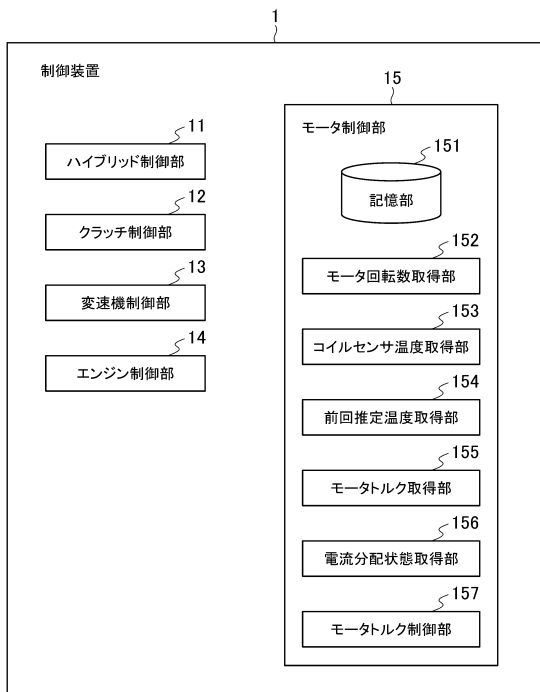 1
制御装置
11
ハイブリッド制御部
12
クラッチ制御部
13
変速機制御部
14
エンジン制御部
15
モータ制御部
151
記憶部
152
モータ回転数取得部
153
コイルセンサ温度取得部
154
前回推定温度取得部
155
モータトルク取得部
156
電流分配状態取得部
157
モータトルク制御部